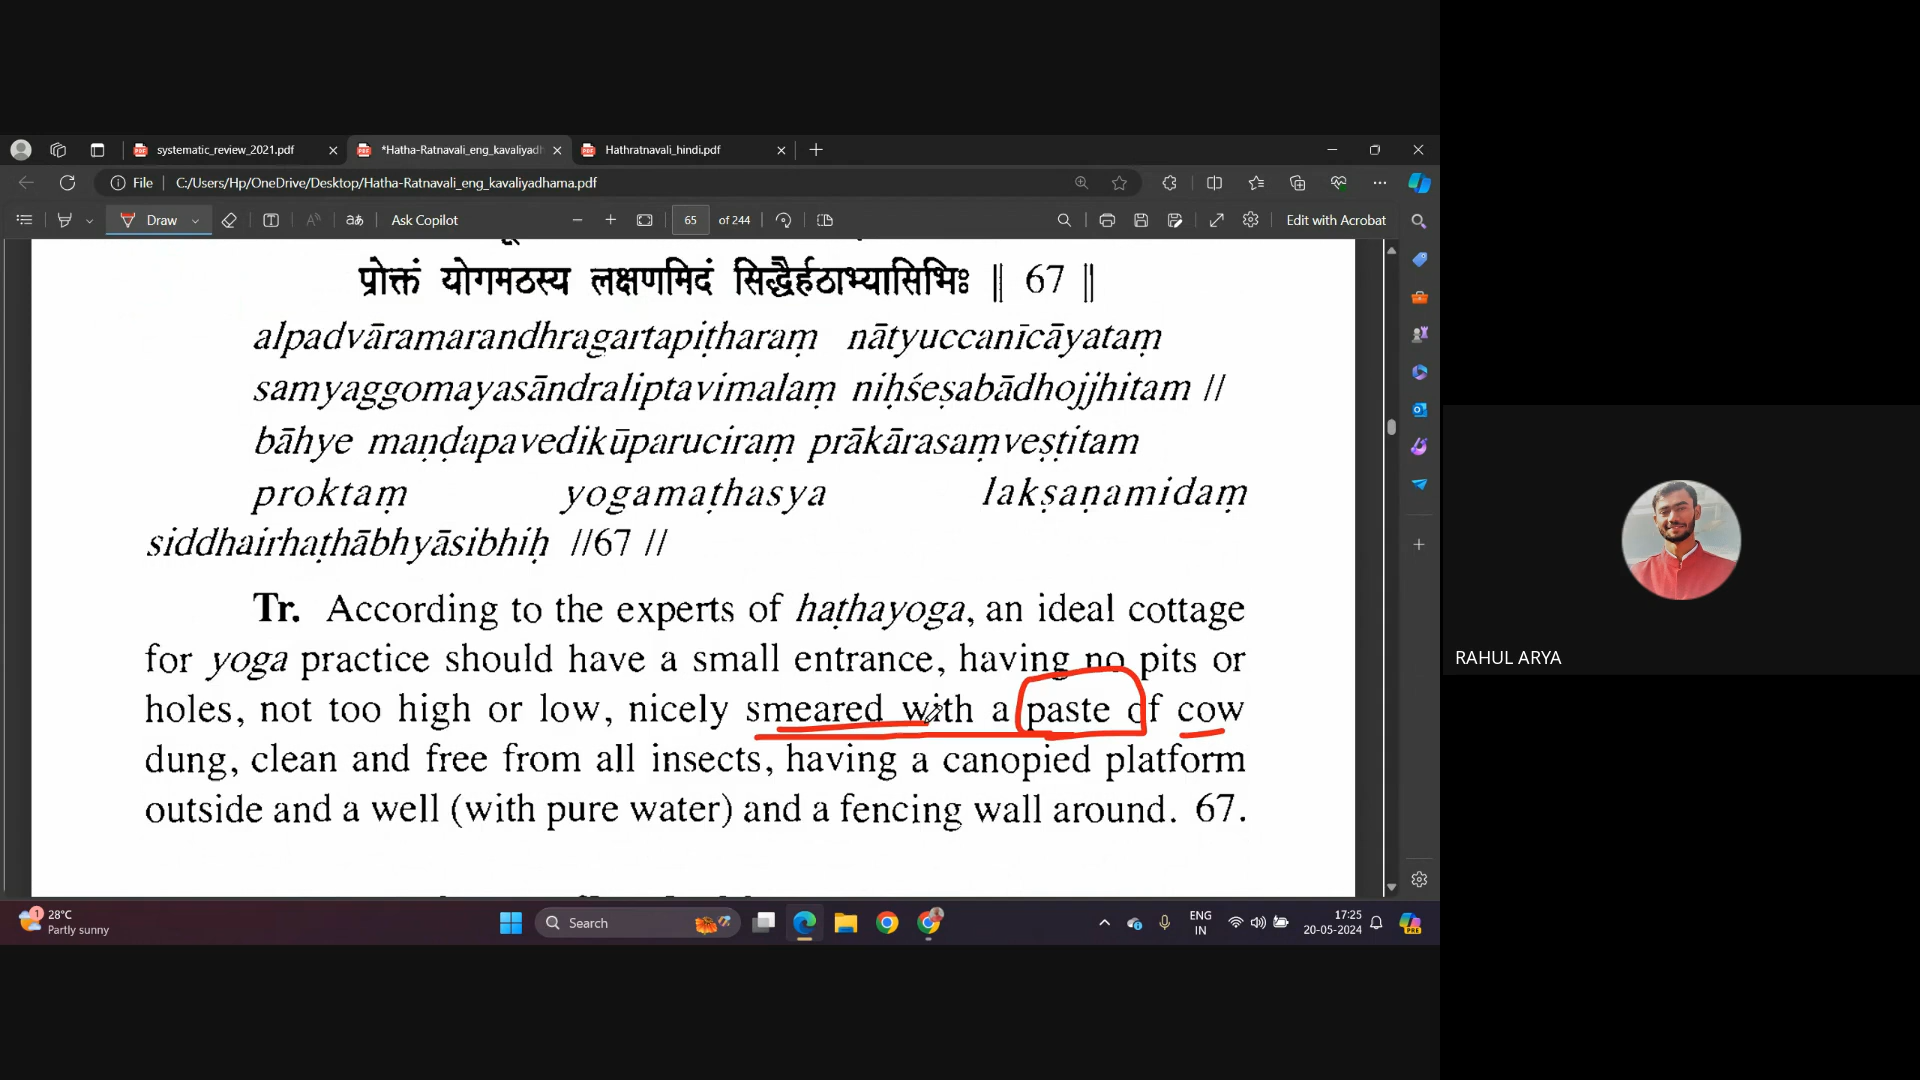 systematic_review_2021.pdf
*Hatha-Ratnavali_eng_kavaliyadh
Hathratnavali_hindi.pdf
File C:/Users/Hp/OneDrive/Desktop/Hatha-Ratnavali_eng_kavaliyadhama.pdf
Draw aあ Ask Copilot 65 of 244 Edit with Acrobat
प्रोक्तं योगमठस्य लक्षणमिदं सिद्धैर्हठाभ्यासिभिः || 67 ||
alpadvāramarandhragartapiṭharaṃ nātyuccanīcāyataṃ
samyaggomayasāndraliptavimalaṃ niḥśeṣabādhojjhitam //
bāhye maṇḍapavedikūparuciraṃ prākārasaṃveṣṭitam
proktaṃ yogamaṭhasya lakṣaṇamidaṃ
siddhairhaṭhābhyāsibhiḥ //67 //
Tr. According to the experts of haṭhayoga, an ideal cottage
for yoga practice should have a small entrance, having no pits or
holes, not too high or low, nicely smeared with a paste of cow
dung, clean and free from all insects, having a canopied platform
outside and a well (with pure water) and a fencing wall around. 67.
RAHUL ARYA
1
28°C
Partly sunny
Search
ENG
IN
17:25
20-05-2024
PRE